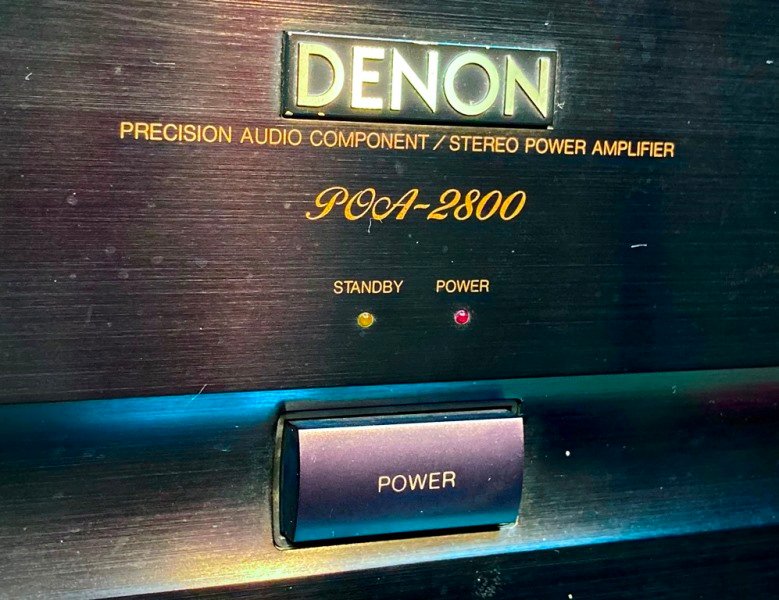 DENON
PRECISION AUDIO COMPONENT / STEREO POWER AMPLIFIER
POA-2800
STANDBY POWER
POWER